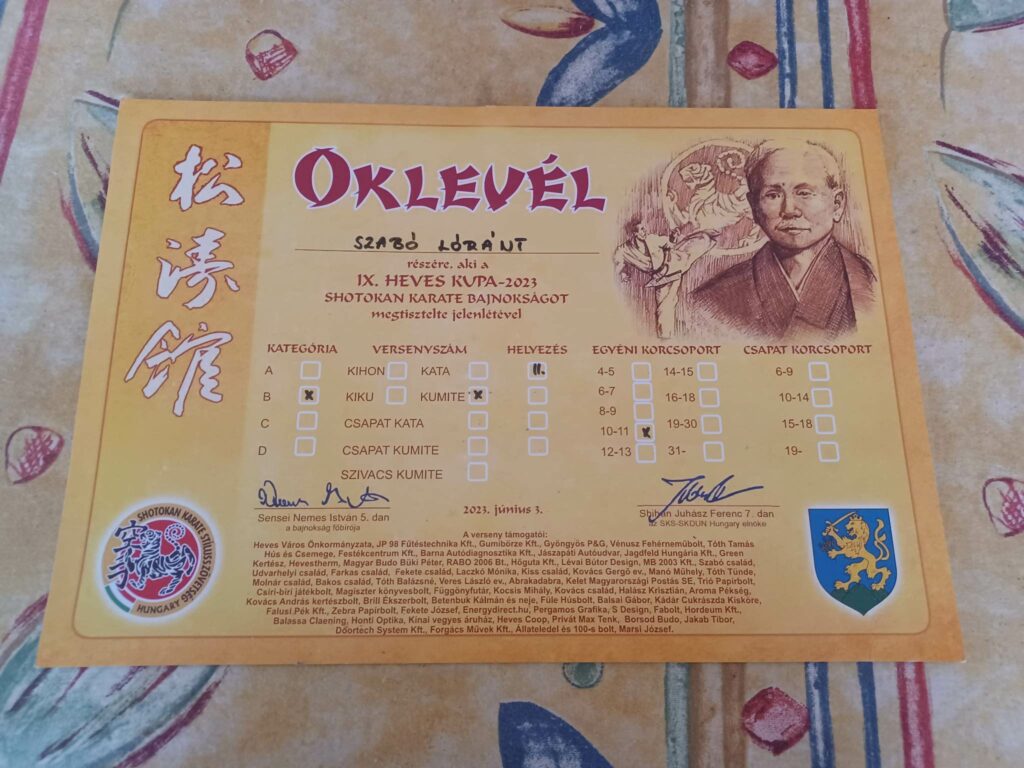 松
濤
館
OKLEVÉL
SZABÓ LÓRÁNT
részére, aki a
IX. HEVES KUPA-2023
SHOTOKAN KARATE BAJNOKSÁGOT
megtisztelte jelenlétével
KATEGÓRIA VERSENYSZÁM HELYEZÉS EGYÉNI KORCSOPORT CSAPAT KORCSOPORT
A KIHON KATA II. 4-5 14-15 6-9
B x KIKU KUMITE x 6-7 16-18 10-14
C CSAPAT KATA 8-9 19-30 15-18
D CSAPAT KUMITE 10-11 x 31- 19-
SZIVACS KUMITE 12-13
Sensei Nemes István 5. dan
a bajnokság főbírója
2023. június 3.
Shihan Juhász Ferenc 7. dan
az SKS-SKDUN Hungary elnöke
A verseny támogatói:
Heves Város Önkormányzata, JP 98 Fűtéstechnika Kft., Gumibörze Kft., Gyöngyös P&G, Vénusz Fehérneműbolt, Tóth Tamás
Hús és Csemege, Festékcentrum Kft., Barna Autódiagnosztika Kft., Jászapáti Autóudvar, Jagdfeld Hungária Kft., Green
Kertész, Hevestherm, Magyar Budo Büki Péter, RABO 2006 Bt., Hőguta Kft., Lévai Bútor Design, MB 2003 Kft., Szabó család,
Udvarhelyi család, Farkas család, Fekete család, Laczkó Mónika, Kiss család, Kovács Gergő ev., Manó Műhely, Tóth Tünde,
Molnár család, Bakos család, Tóth Balázsné, Veres László ev., Abrakadabra, Kelet Magyarországi Postás SE, Trió Papírbolt,
Csiri-biri játékbolt, Magiszter könyvesbolt, Függönyfutár, Kocsis Mihály, Kovács család, Halász Krisztián, Aroma Pékség,
Kovács András kertészbolt, Brill Ékszerbolt, Betenbuk Kálmán és neje, Füle Húsbolt, Balsai Gábor, Kádár Cukrászda Kisköre,
Falusi Pék Kft., Zebra Papírbolt, Fekete József, Energydirect.hu, Pergamos Grafika, S Design, Fabolt, Hordeum Kft.,
Balassa Claening, Honti Optika, Kínai vegyes áruház, Heves Coop, Privát Max Tenk, Borsod Budo, Jakab Tibor,
Dőortéch System Kft., Forgács Művek Kft., Állateledel és 100-s bolt, Marsi József.
SHOTOKAN KARATE STÍLUSSZÖVETSÉG
空手
HUNGARY